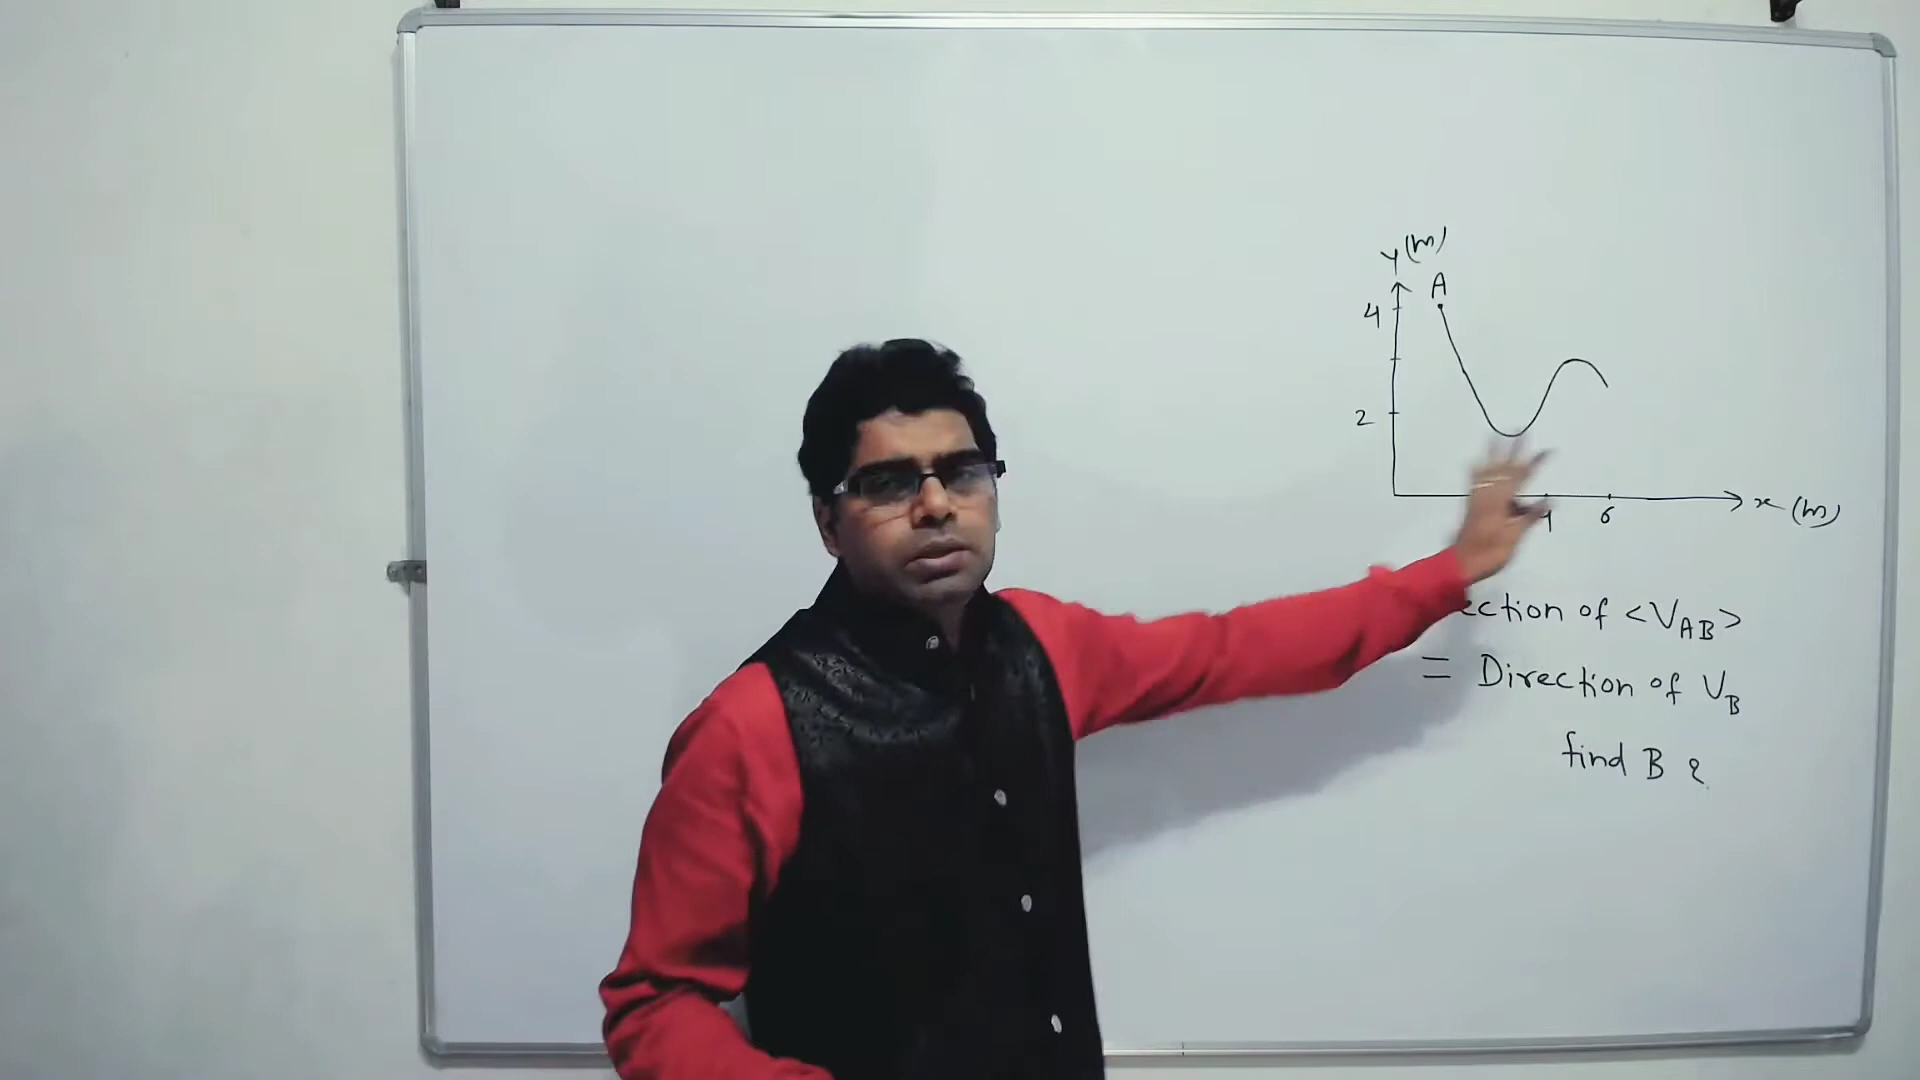 y (m)
A
4
2
4 6 x (m)
ection of <V_AB>
= Direction of V_B
find B ?